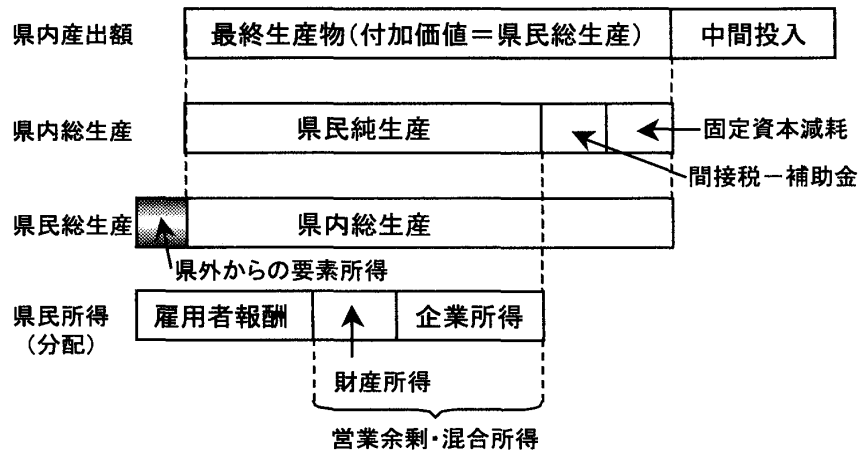 県内産出額
最終生産物(付加価値＝県民総生産)
中間投入
県内総生産
県民純生産
固定資本減耗
間接税－補助金
県民総生産
県内総生産
県外からの要素所得
県民所得
(分配)
雇用者報酬
企業所得
財産所得
営業余剰・混合所得